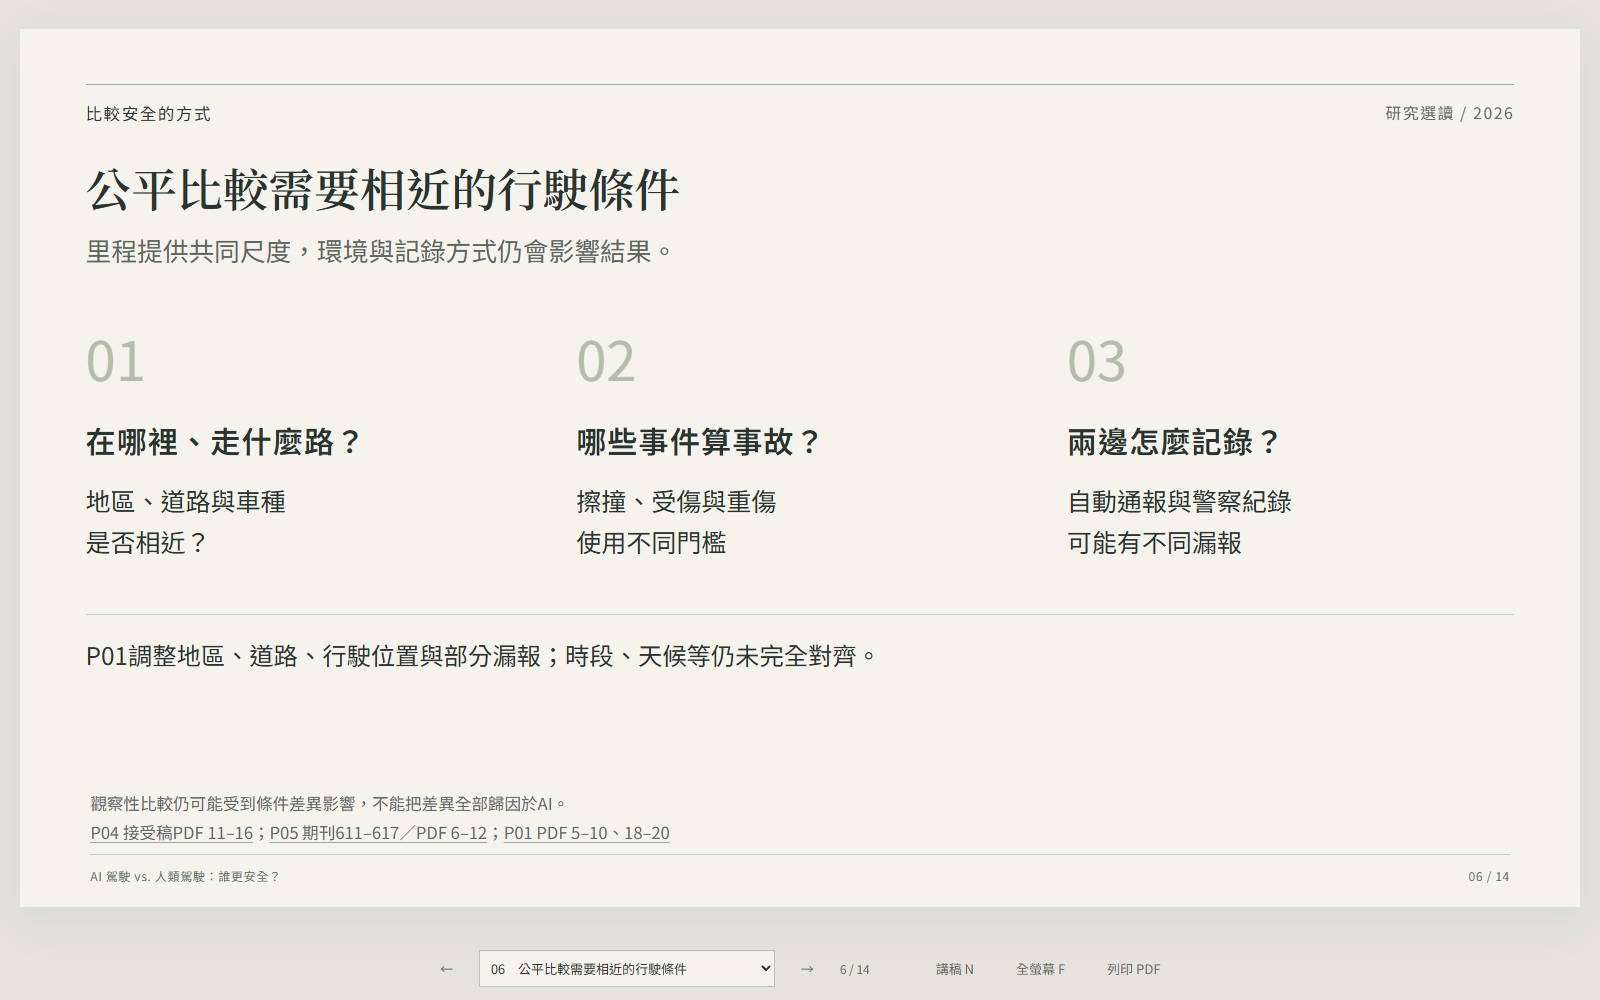 比較安全的方式
研究選讀 / 2026
公平比較需要相近的行駛條件
里程提供共同尺度，環境與記錄方式仍會影響結果。
01
在哪裡、走什麼路？
地區、道路與車種
是否相近？
02
哪些事件算事故？
擦撞、受傷與重傷
使用不同門檻
03
兩邊怎麼記錄？
自動通報與警察紀錄
可能有不同漏報
P01調整地區、道路、行駛位置與部分漏報；時段、天候等仍未完全對齊。
觀察性比較仍可能受到條件差異影響，不能把差異全部歸因於AI。
P04 接受稿PDF 11–16；P05 期刊611–617／PDF 6–12；P01 PDF 5–10、18–20
AI 駕駛 vs. 人類駕駛：誰更安全？
06 / 14
← 06 公平比較需要相近的行駛條件 → 6 / 14 講稿 N 全螢幕 F 列印 PDF